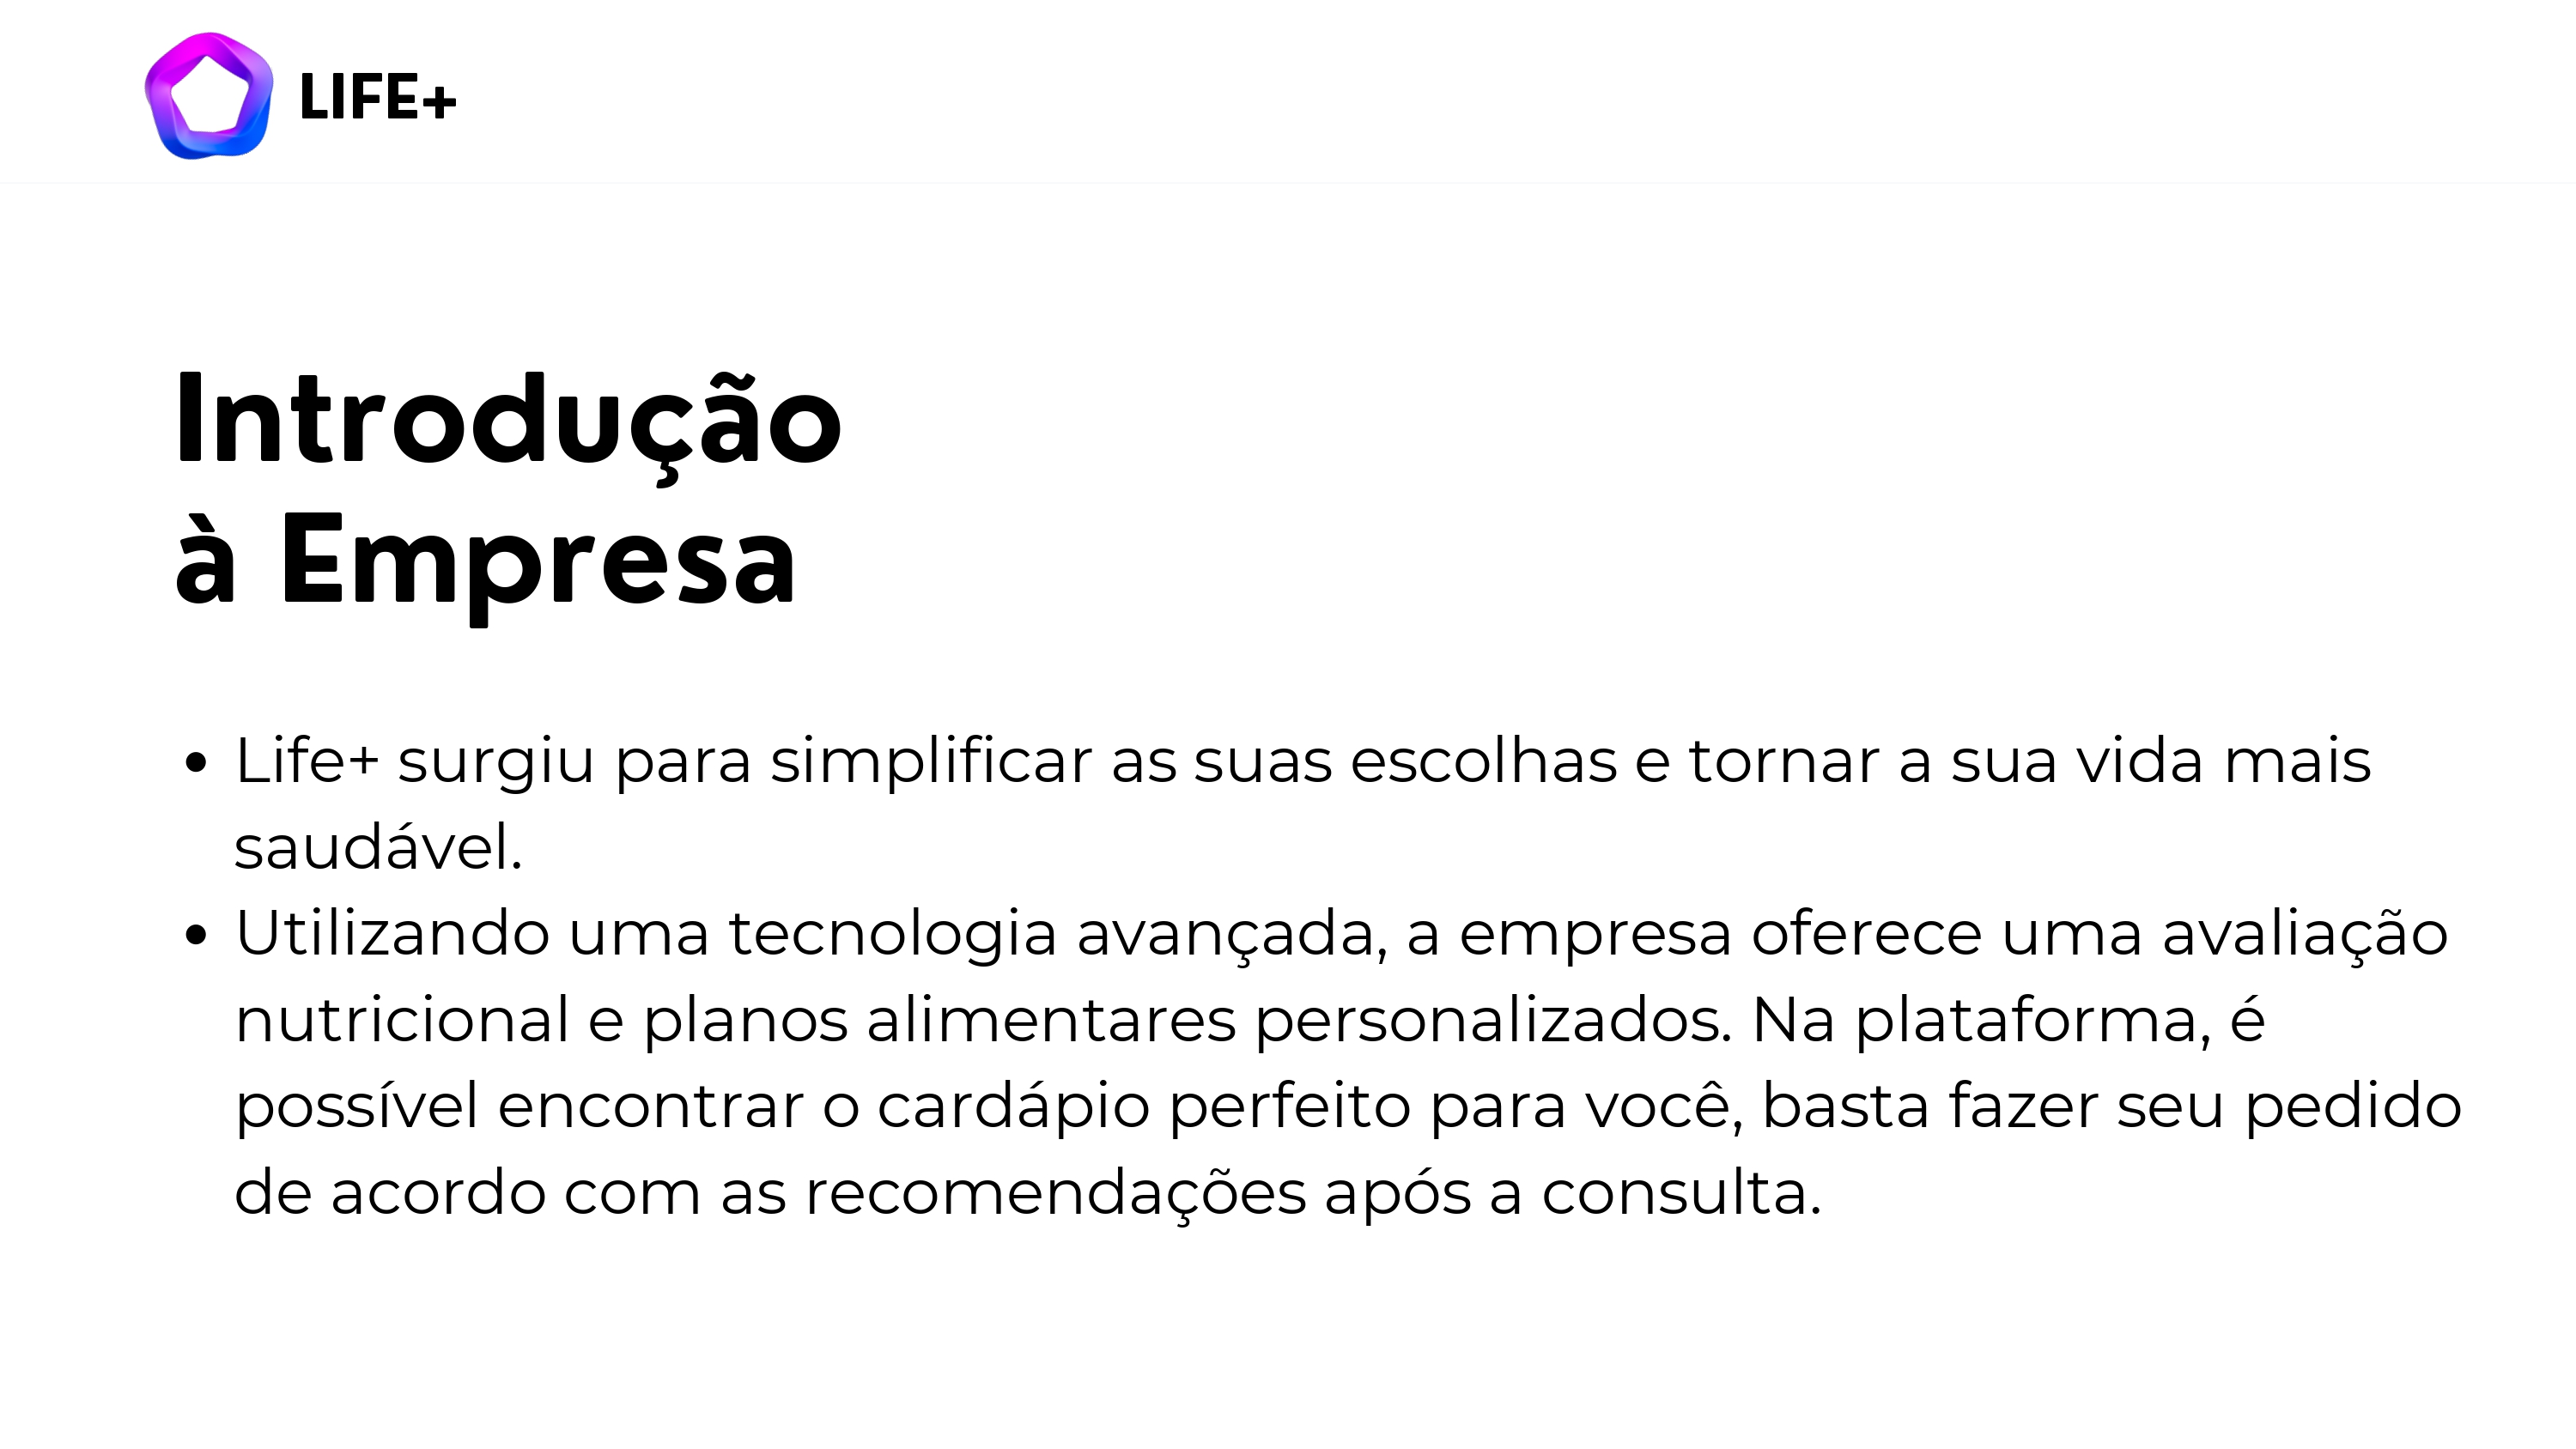 LIFE+
Introdução
à Empresa
• Life+ surgiu para simplificar as suas escolhas e tornar a sua vida mais
saudável.
• Utilizando uma tecnologia avançada, a empresa oferece uma avaliação
nutricional e planos alimentares personalizados. Na plataforma, é
possível encontrar o cardápio perfeito para você, basta fazer seu pedido
de acordo com as recomendações após a consulta.